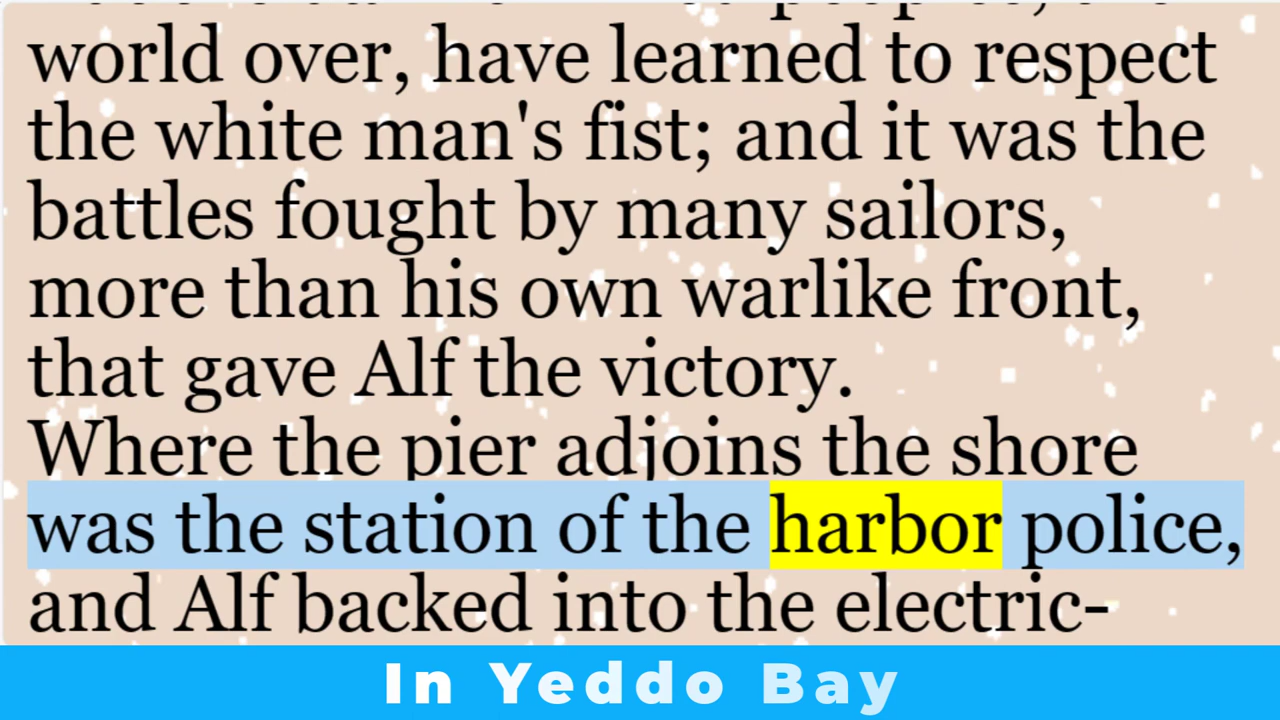 world over, have learned to respect
the white man's fist; and it was the
battles fought by many sailors,
more than his own warlike front,
that gave Alf the victory.
Where the pier adjoins the shore
was the station of the harbor police,
and Alf backed into the electric-
In Yeddo Bay